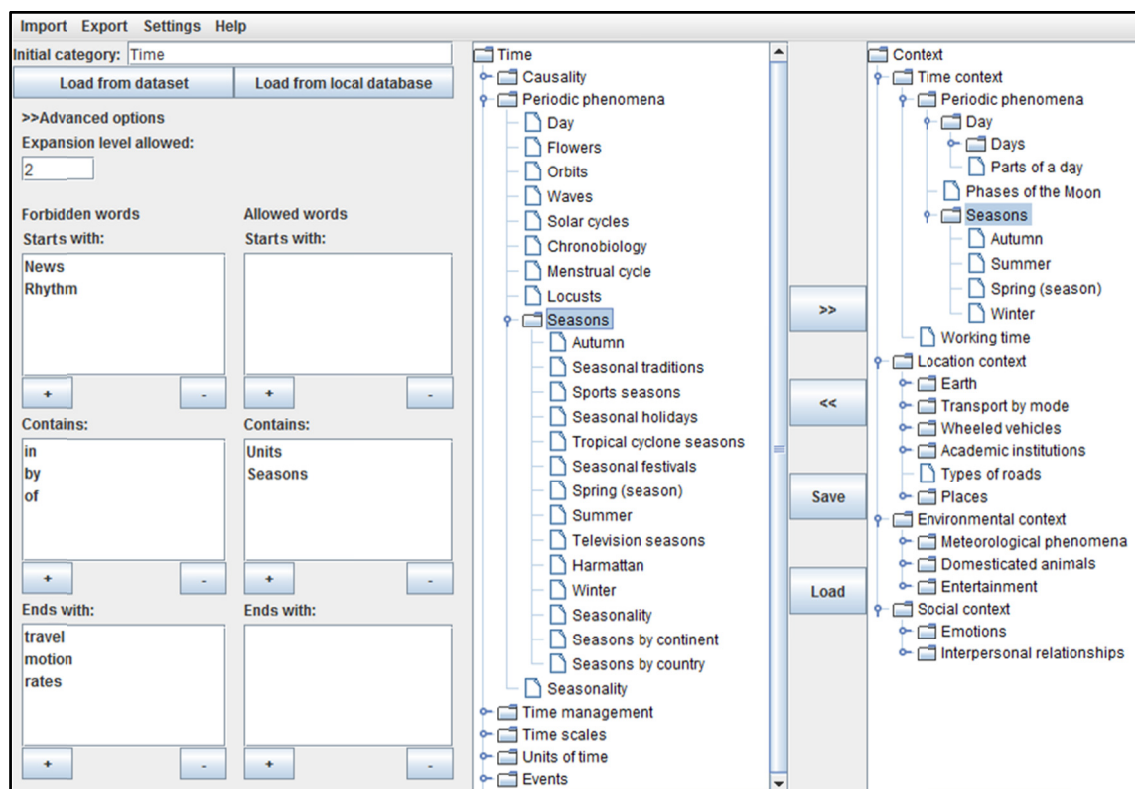 Import Export Settings Help
Initial category: Time
Load from dataset Load from local database
>>Advanced options
Expansion level allowed:
2
Forbidden words Allowed words
Starts with: Starts with:
News
Rhythm
+ - + -
Contains: Contains:
in Units
by Seasons
of
+ - + -
Ends with: Ends with:
travel
motion
rates
+ - + -
Time
Causality
Periodic phenomena
Day
Flowers
Orbits
Waves
Solar cycles
Chronobiology
Menstrual cycle
Locusts
Seasons
Autumn
Seasonal traditions
Sports seasons
Seasonal holidays
Tropical cyclone seasons
Seasonal festivals
Spring (season)
Summer
Television seasons
Harmattan
Winter
Seasonality
Seasons by continent
Seasons by country
Seasonality
Time management
Time scales
Units of time
Events
>>
<<
Save
Load
Context
Time context
Periodic phenomena
Day
Days
Parts of a day
Phases of the Moon
Seasons
Autumn
Summer
Spring (season)
Winter
Working time
Location context
Earth
Transport by mode
Wheeled vehicles
Academic institutions
Types of roads
Places
Environmental context
Meteorological phenomena
Domesticated animals
Entertainment
Social context
Emotions
Interpersonal relationships